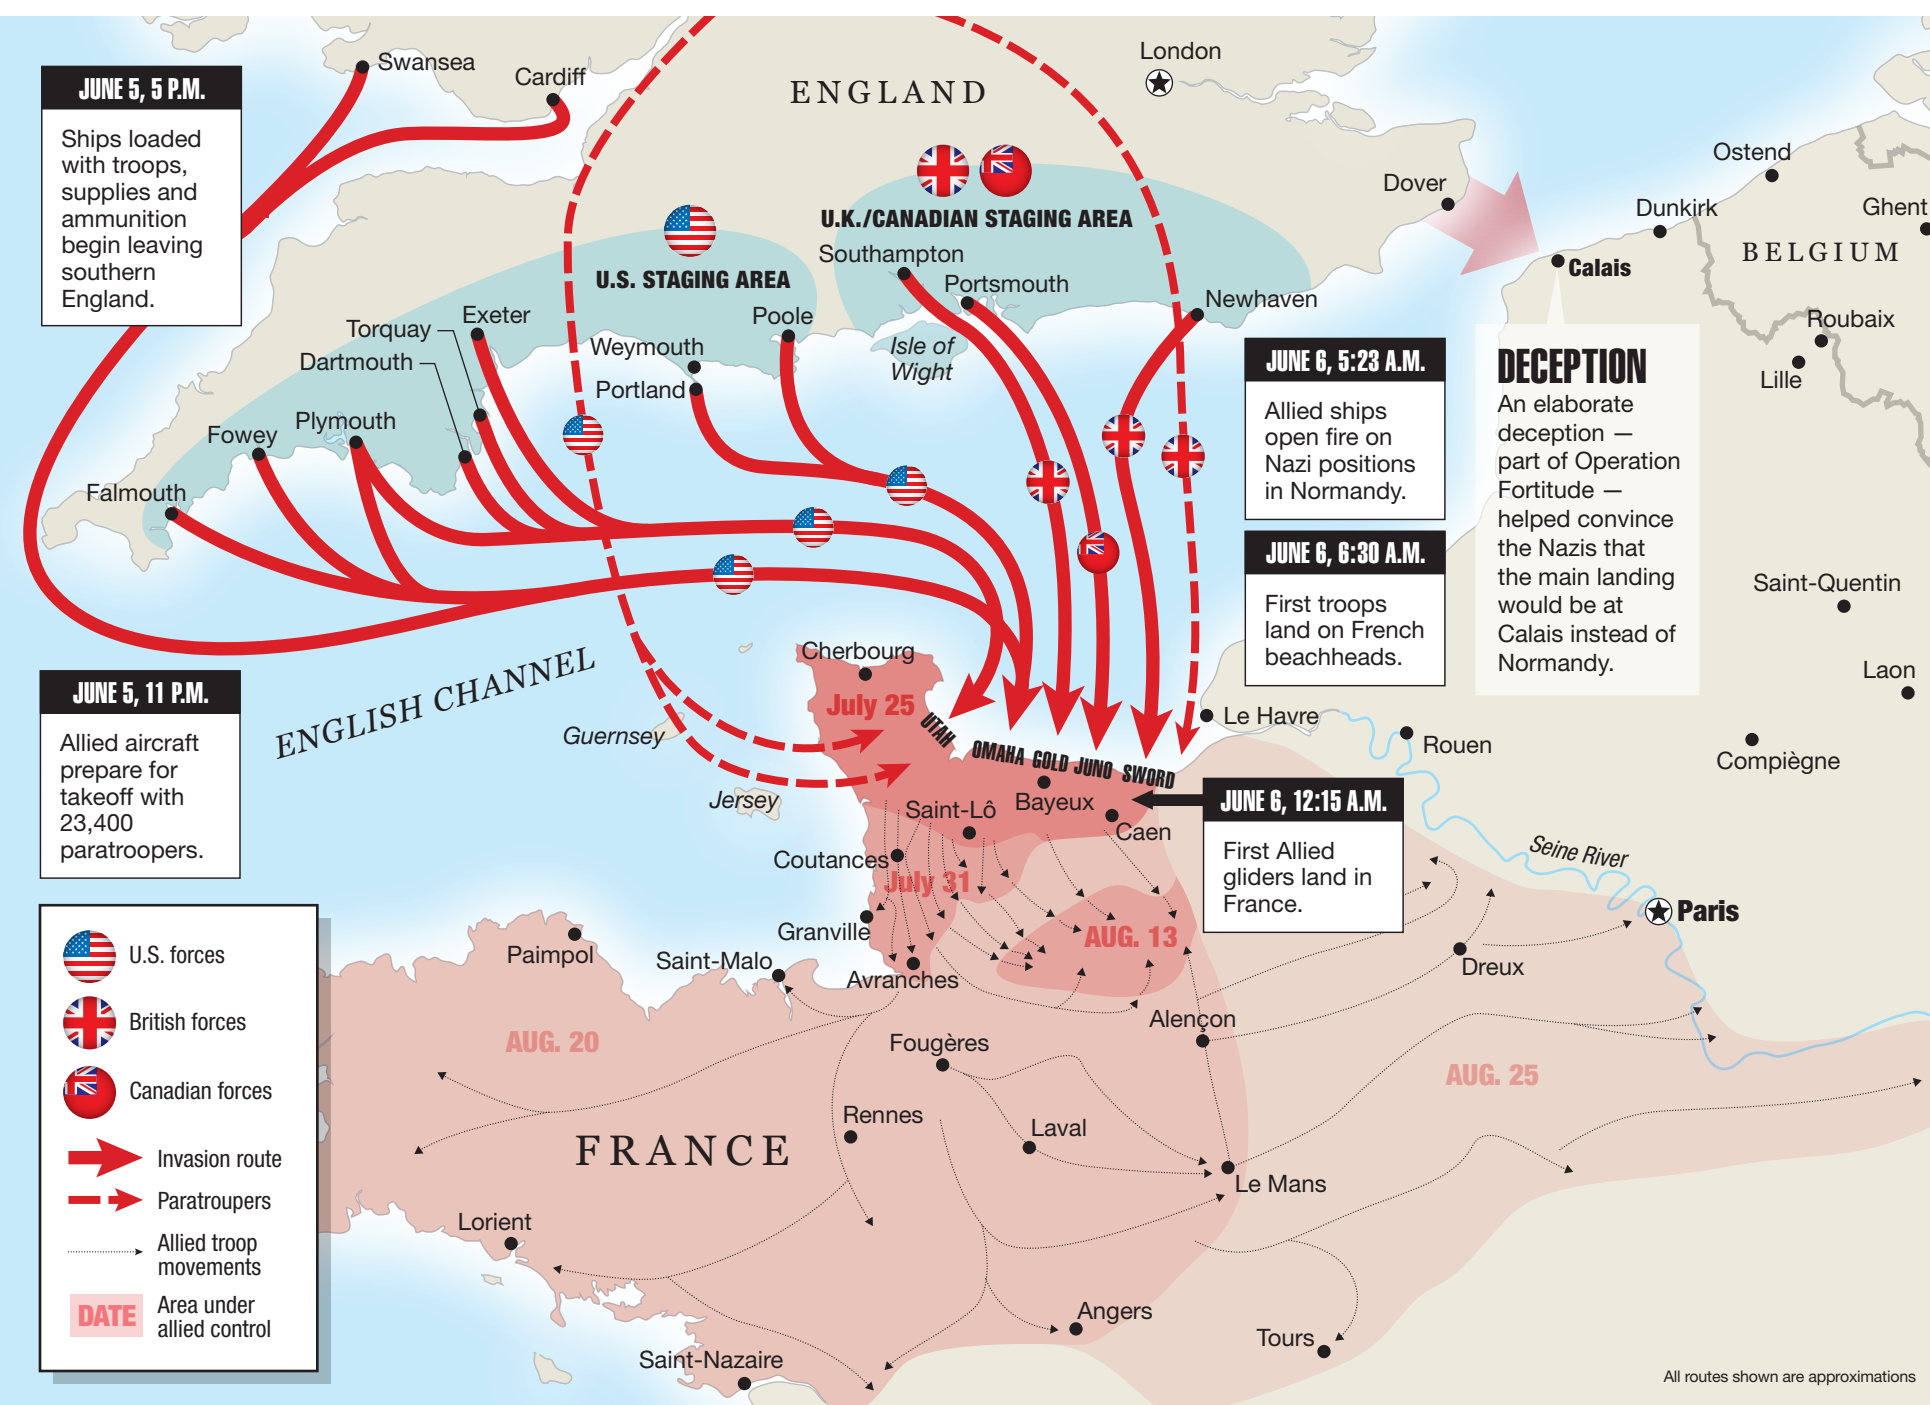 Swansea
Cardiff
London
ENGLAND
JUNE 5, 5 P.M.
Ships loaded
with troops,
supplies and
ammunition
begin leaving
southern
England.
Ostend
Dover
Dunkirk
Ghent
BELGIUM
Calais
Roubaix
Lille
U.K./CANADIAN STAGING AREA
Southampton
Portsmouth
Newhaven
U.S. STAGING AREA
Exeter
Torquay
Dartmouth
Poole
Weymouth
Portland
Isle of
Wight
Plymouth
Fowey
Falmouth
JUNE 6, 5:23 A.M.
Allied ships
open fire on
Nazi positions
in Normandy.
JUNE 6, 6:30 A.M.
First troops
land on French
beachheads.
DECEPTION
An elaborate
deception —
part of Operation
Fortitude —
helped convince
the Nazis that
the main landing
would be at
Calais instead of
Normandy.
Saint-Quentin
Laon
Compiègne
ENGLISH CHANNEL
JUNE 5, 11 P.M.
Allied aircraft
prepare for
takeoff with
23,400
paratroopers.
Cherbourg
July 25
UTAH
OMAHA
GOLD
JUNO
SWORD
Guernsey
Jersey
Le Havre
Rouen
Seine River
Paris
Saint-Lô
Bayeux
Caen
JUNE 6, 12:15 A.M.
First Allied
gliders land in
France.
Coutances
July 31
Granville
AUG. 13
Avranches
Saint-Malo
Paimpol
Dreux
AUG. 20
Fougères
Alençon
AUG. 25
Rennes
Laval
FRANCE
Le Mans
Lorient
Angers
Tours
Saint-Nazaire
U.S. forces
British forces
Canadian forces
Invasion route
Paratroupers
Allied troop
movements
DATE
Area under
allied control
All routes shown are approximations